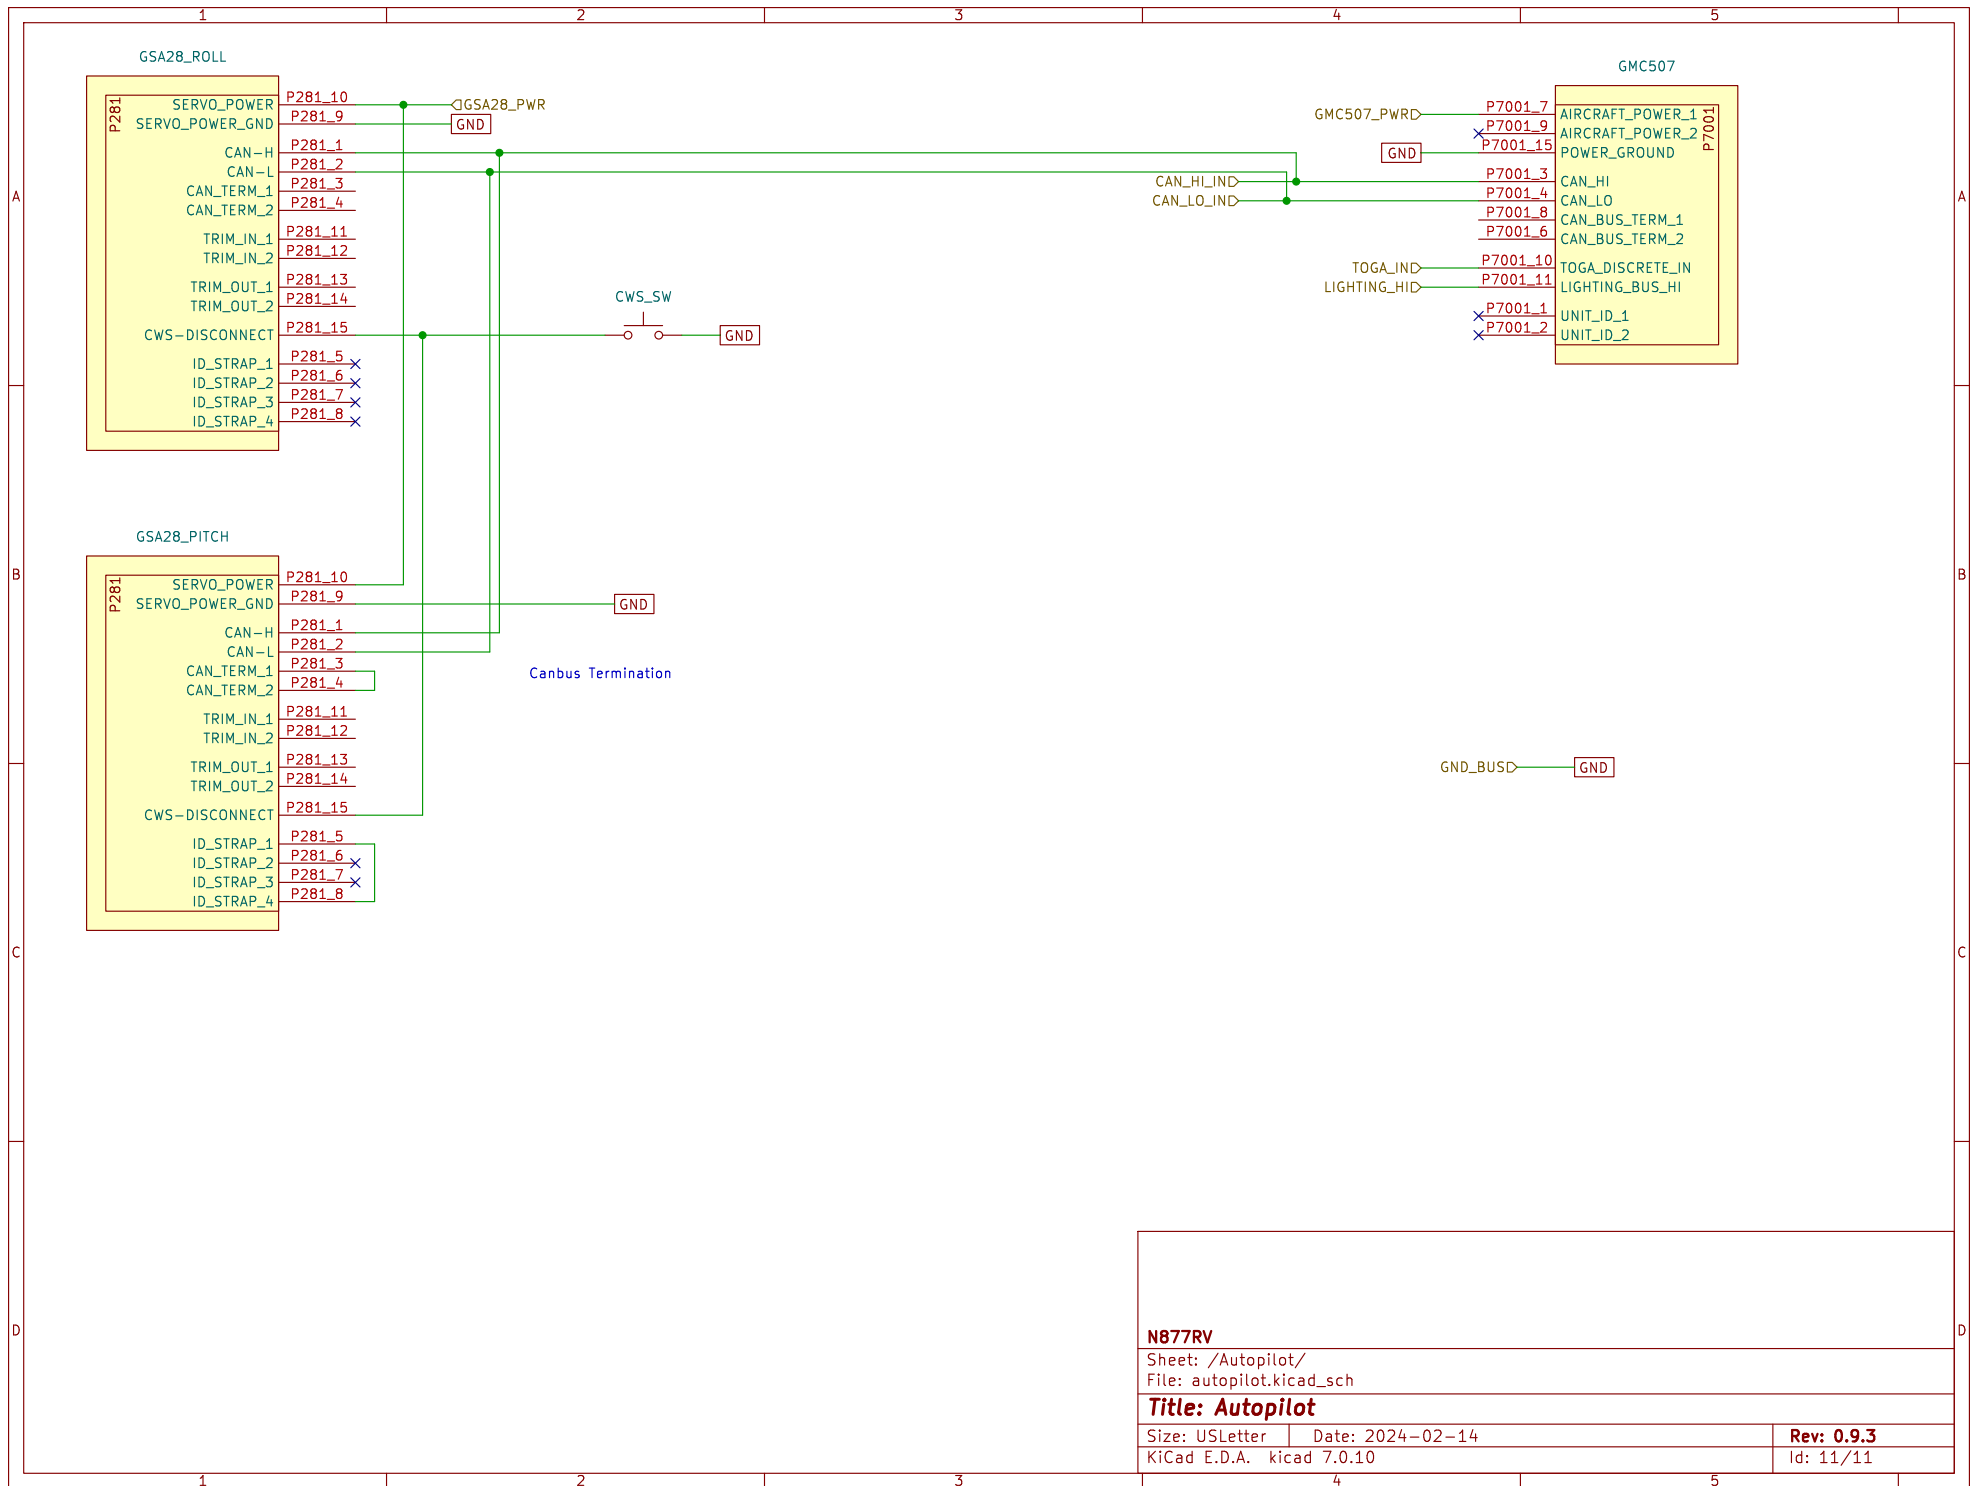 1 2 3 4 5
A
B
C
D
GSA28_ROLL
P281
SERVO_POWER P281_10 GSA28_PWR
SERVO_POWER_GND P281_9 GND
CAN-H P281_1
CAN-L P281_2
CAN_TERM_1 P281_3
CAN_TERM_2 P281_4
TRIM_IN_1 P281_11
TRIM_IN_2 P281_12
TRIM_OUT_1 P281_13
TRIM_OUT_2 P281_14
CWS-DISCONNECT P281_15
CWS_SW
GND
ID_STRAP_1 P281_5
ID_STRAP_2 P281_6
ID_STRAP_3 P281_7
ID_STRAP_4 P281_8
GMC507
P7001
GMC507_PWR P7001_7 AIRCRAFT_POWER_1
P7001_9 AIRCRAFT_POWER_2
GND P7001_15 POWER_GROUND
CAN_HI_IN P7001_3 CAN_HI
CAN_LO_IN P7001_4 CAN_LO
P7001_8 CAN_BUS_TERM_1
P7001_6 CAN_BUS_TERM_2
TOGA_IN P7001_10 TOGA_DISCRETE_IN
LIGHTING_HI P7001_11 LIGHTING_BUS_HI
P7001_1 UNIT_ID_1
P7001_2 UNIT_ID_2
GSA28_PITCH
P281
SERVO_POWER P281_10
SERVO_POWER_GND P281_9 GND
CAN-H P281_1
CAN-L P281_2
CAN_TERM_1 P281_3
CAN_TERM_2 P281_4
Canbus Termination
TRIM_IN_1 P281_11
TRIM_IN_2 P281_12
TRIM_OUT_1 P281_13
TRIM_OUT_2 P281_14
CWS-DISCONNECT P281_15
ID_STRAP_1 P281_5
ID_STRAP_2 P281_6
ID_STRAP_3 P281_7
ID_STRAP_4 P281_8
GND_BUS GND
N877RV
Sheet: /Autopilot/
File: autopilot.kicad_sch
Title: Autopilot
Size: USLetter Date: 2024-02-14 Rev: 0.9.3
KiCad E.D.A. kicad 7.0.10 Id: 11/11
A
B
C
D
1 2 3 4 5